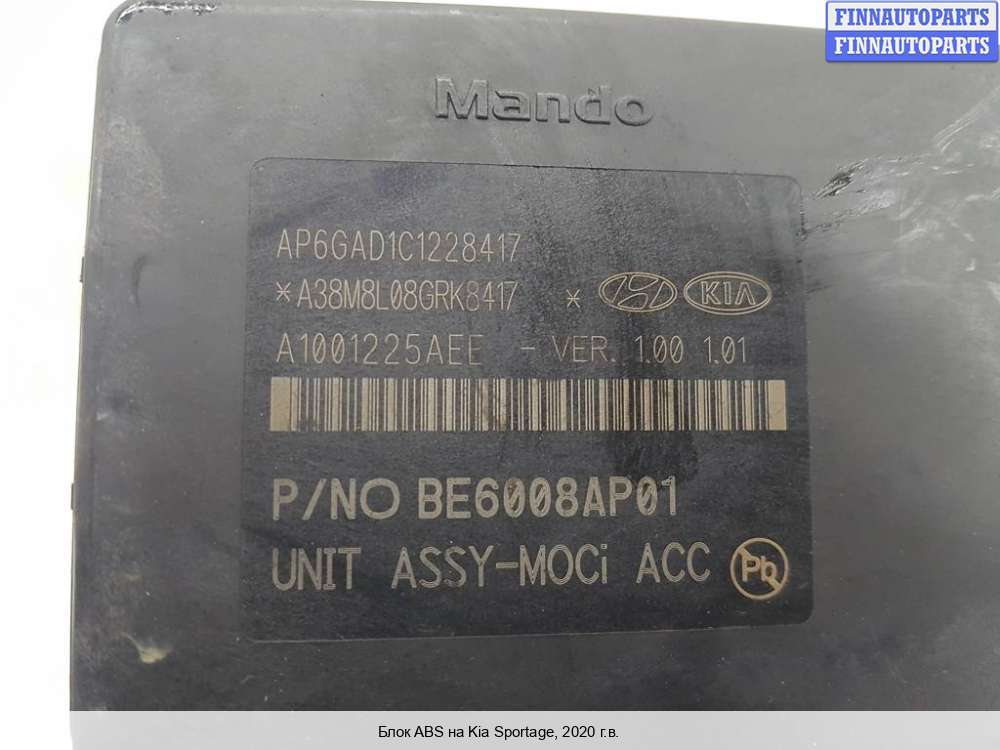 FINNAUTOPARTS
FINNAUTOPARTS
Mando
AP6GAD1C1228417
*A38M8L08GRK8417 * KIA
A1001225AEE - VER. 1.00 1.01
P/NO BE6008AP01
UNIT ASSY-MOCi ACC Pb
Блок ABS на Kia Sportage, 2020 г.в.